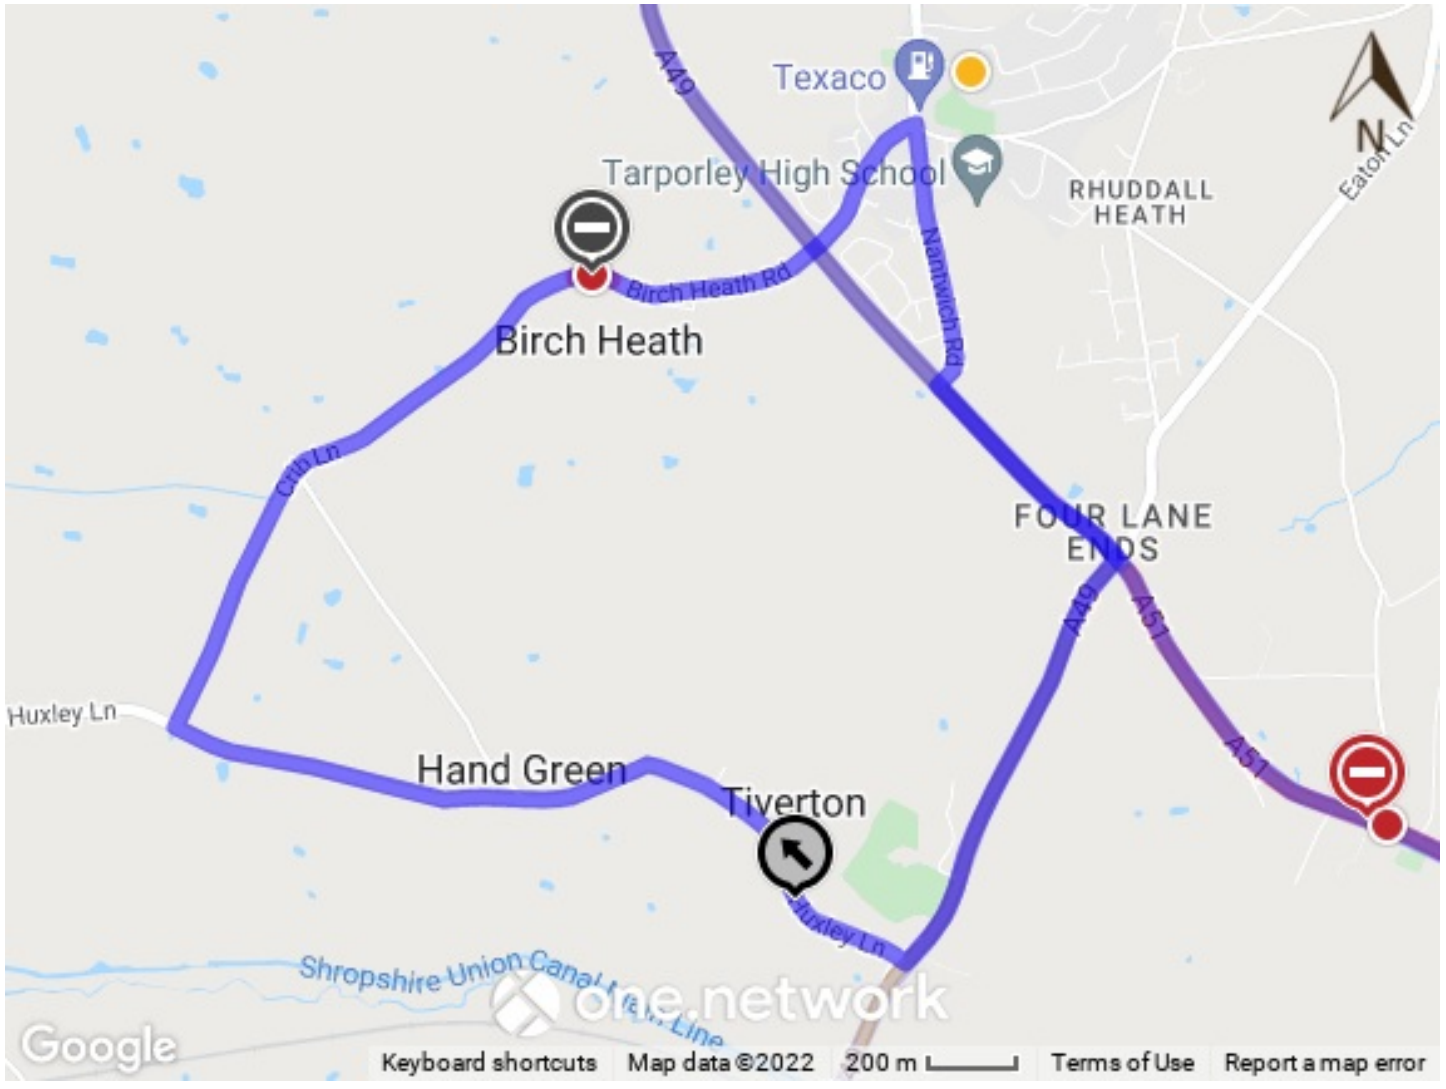 A49
Texaco
N
Eaton Ln
Tarporley High School
RHUDDALL
HEATH
Nantwich Rd
Birch Heath Rd
Birch Heath
Crib Ln
FOUR LANE
ENDS
A49
A51
Huxley Ln
A51
Hand Green
Tiverton
Huxley Ln
Shropshire Union Canal Main Line
one.network
Google
Keyboard shortcuts Map data ©2022 200 m Terms of Use Report a map error